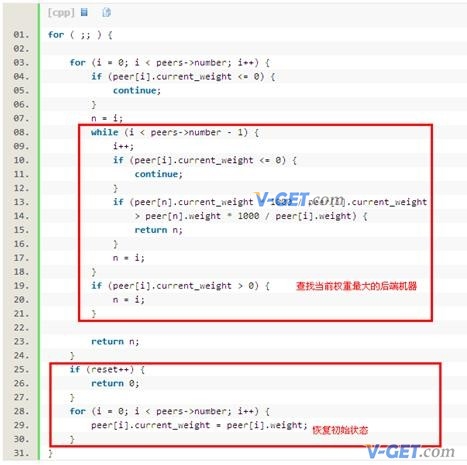 [cpp]
V-GET.com
01. for ( ;; ) {
02.
03. for (i = 0; i < peers->number; i++) {
04. if (peer[i].current_weight <= 0) {
05. continue;
06. }
07. n = i;
08. while (i < peers->number - 1) {
09. i++;
10. if (peer[i].current_weight <= 0) {
11. continue;
12. }
13. if (peer[n].current_weight 1000 / peer[i].current_weight
V-GET.com
14. > peer[n].weight * 1000 / peer[i].weight) {
15. return n;
16. }
17. n = i;
18. }
19. if (peer[i].current_weight > 0) { 查找当前权重最大的后端机器
20. n = i;
21. }
22.
23. return n;
24. }
25. if (reset++) {
26. return 0;
27. }
28. for (i = 0; i < peers->number; i++) {
29. peer[i].current_weight = peer[i].weight; 恢复初始状态
30. }
31. }
V-GET.com